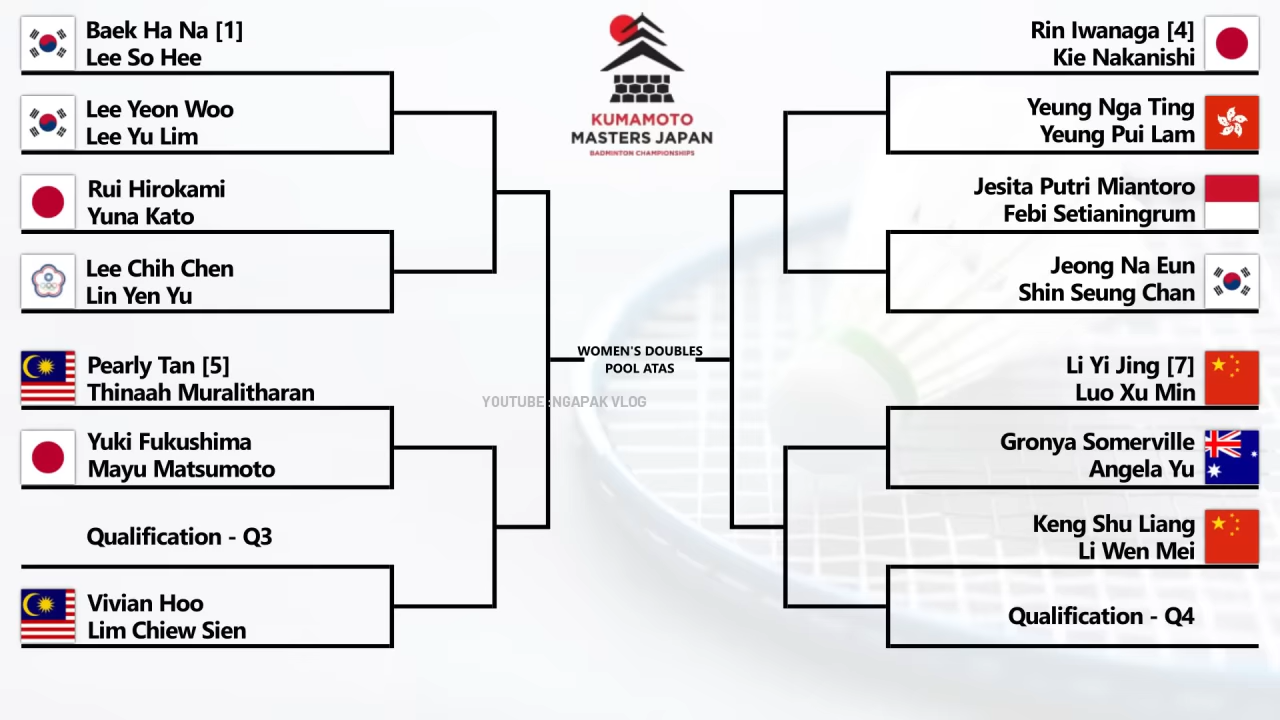 Baek Ha Na [1]
Lee So Hee
Lee Yeon Woo
Lee Yu Lim
Rui Hirokami
Yuna Kato
Lee Chih Chen
Lin Yen Yu
Pearly Tan [5]
Thinaah Muralitharan
Yuki Fukushima
Mayu Matsumoto
Qualification - Q3
Vivian Hoo
Lim Chiew Sien
KUMAMOTO
MASTERS JAPAN
BADMINTON CHAMPIONSHIPS
WOMEN'S DOUBLES
POOL ATAS
YOUTUBE:NGAPAK VLOG
Rin Iwanaga [4]
Kie Nakanishi
Yeung Nga Ting
Yeung Pui Lam
Jesita Putri Miantoro
Febi Setianingrum
Jeong Na Eun
Shin Seung Chan
Li Yi Jing [7]
Luo Xu Min
Gronya Somerville
Angela Yu
Keng Shu Liang
Li Wen Mei
Qualification - Q4